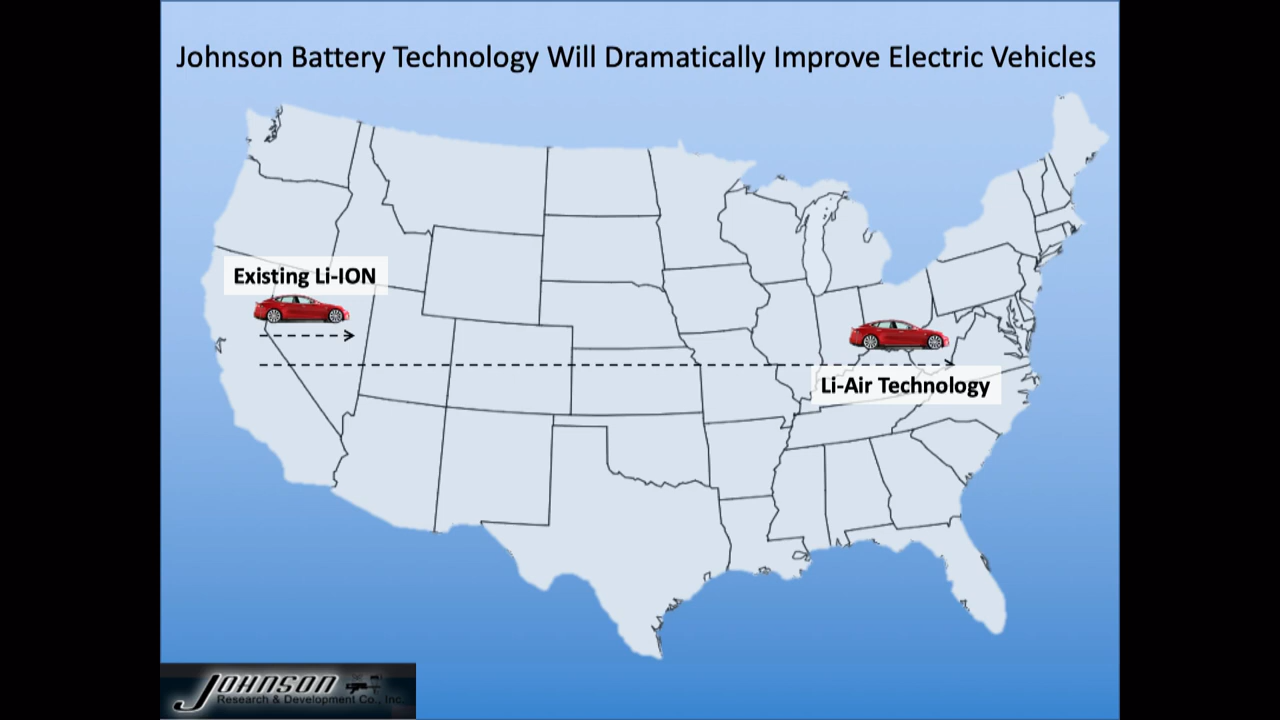 Johnson Battery Technology Will Dramatically Improve Electric Vehicles
Existing Li-ION
Li-Air Technology
JOHNSON
Research & Development Co., Inc.